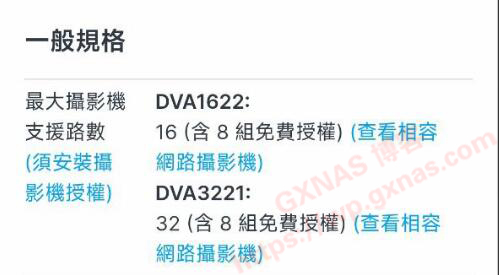 一般規格
最大攝影機
支援路數
(須安裝攝
影機授權)
DVA1622:
16 (含 8 組免費授權) (查看相容
網路攝影機)
DVA3221:
32 (含 8 組免費授權) (查看相容
網路攝影機)
GXNAS 博客
https://wp.gxnas.com